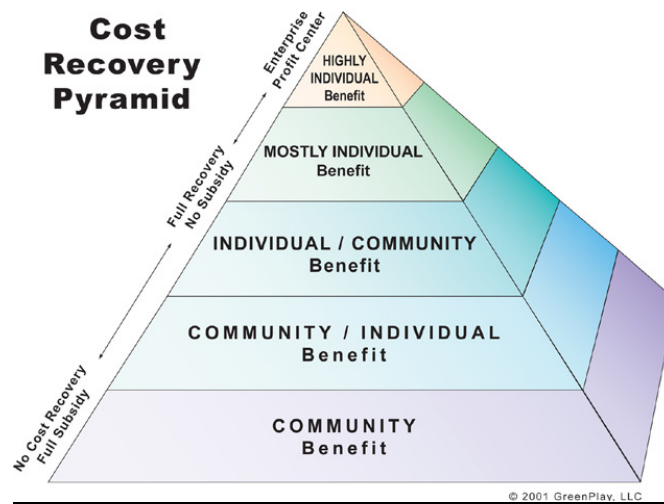 Cost
Recovery
Pyramid
Enterprise
Profit Center
Full Recovery
No Subsidy
No Cost Recovery
Full Subsidy
HIGHLY
INDIVIDUAL
Benefit
MOSTLY INDIVIDUAL
Benefit
INDIVIDUAL / COMMUNITY
Benefit
COMMUNITY / INDIVIDUAL
Benefit
COMMUNITY
Benefit
© 2001 GreenPlay, LLC